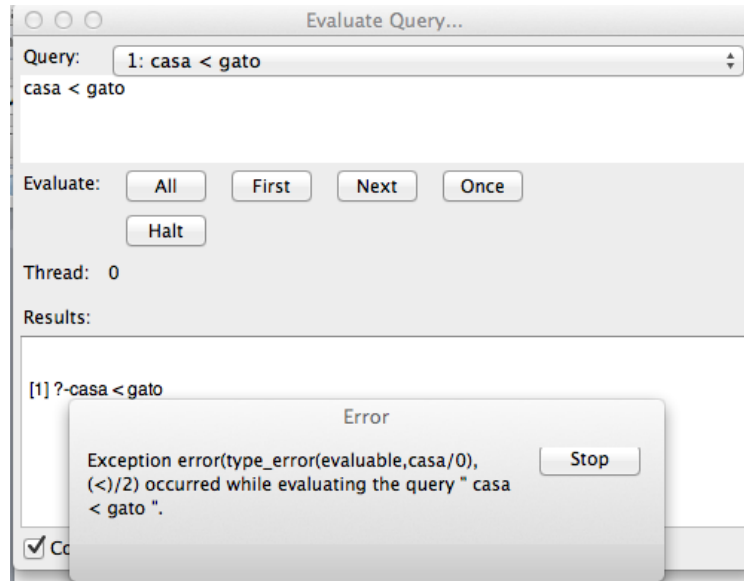 Evaluate Query...
Query: 1: casa < gato
casa < gato
Evaluate: All First Next Once
Halt
Thread: 0
Results:
[1] ?-casa < gato
Error
Exception error(type_error(evaluable,casa/0), Stop
(<)/2) occurred while evaluating the query " casa
< gato ".